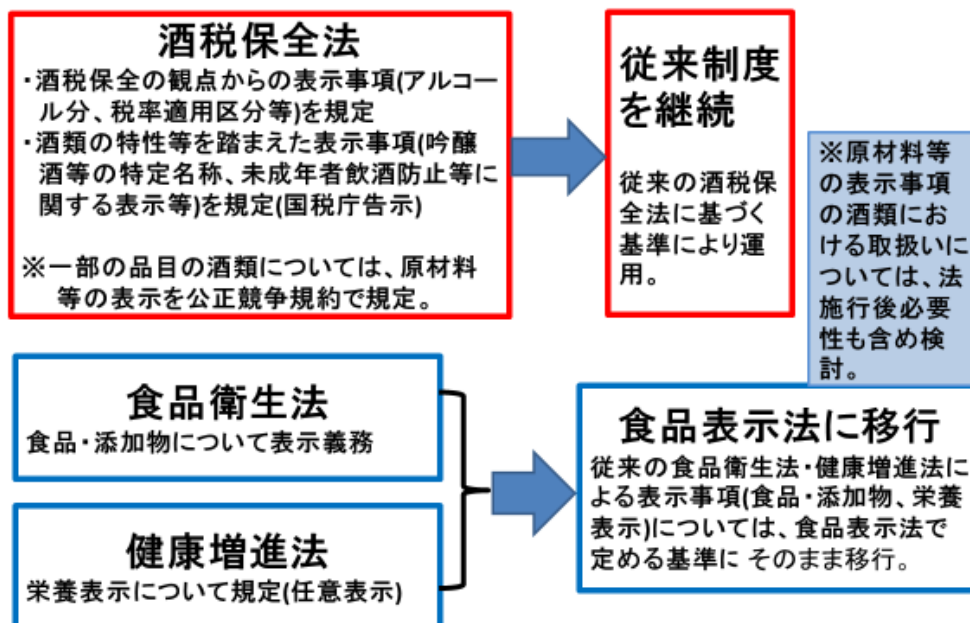 酒税保全法
・酒税保全の観点からの表示事項(アルコー
ル分、税率適用区分等)を規定
・酒類の特性等を踏まえた表示事項(吟醸
酒等の特定名称、未成年者飲酒防止等に
関する表示等)を規定(国税庁告示)
※一部の品目の酒類については、原材料
等の表示を公正競争規約で規定。
従来制度
を継続
従来の酒税保
全法に基づく
基準により運
用。
※原材料等
の表示事項
の酒類にお
ける取扱いに
ついては、法
施行後必要
性も含め検
討。
食品衛生法
食品・添加物について表示義務
健康増進法
栄養表示について規定(任意表示)
食品表示法に移行
従来の食品衛生法・健康増進法に
よる表示事項(食品・添加物、栄養
表示)については、食品表示法で
定める基準に そのまま移行。